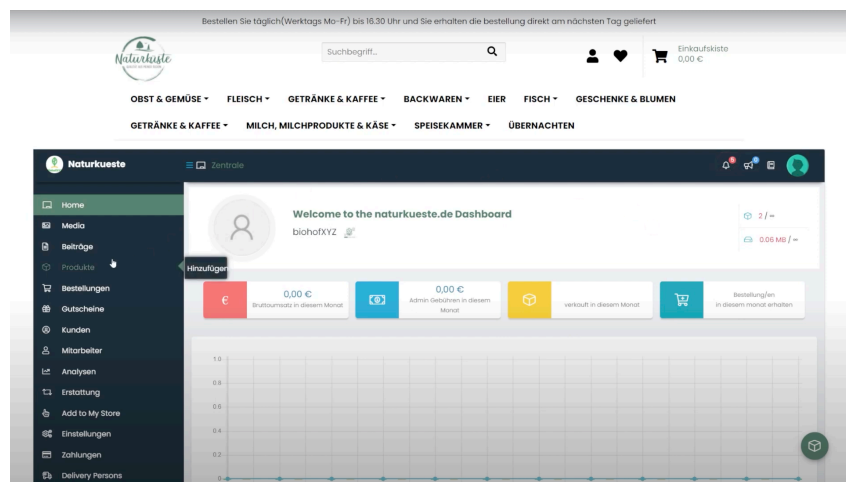 Bestellen Sie täglich(Werktags Mo-Fr) bis 16.30 Uhr und Sie erhalten die bestellung direkt am nächsten Tag geliefert
Naturkiste
Suchbegriff...
Einkaufskiste
0,00 €
OBST & GEMÜSE FLEISCH GETRÄNKE & KAFFEE BACKWAREN EIER FISCH GESCHENKE & BLUMEN
GETRÄNKE & KAFFEE MILCH, MILCHPRODUKTE & KÄSE SPEISEKAMMER ÜBERNACHTEN
Naturkueste
Zentrale
6
0
Home
Media
Beiträge
Produkte
Hinzufügen
Bestellungen
Gutscheine
Kunden
Mitarbeiter
Analysen
Erstattung
Add to My Store
Einstellungen
Zahlungen
Delivery Persons
Welcome to the naturkueste.de Dashboard
biohofXYZ
2 / ∞
0.06 MB / ∞
€
0,00 €
Bruttoumsatz in diesem Monat
0,00 €
Admin Gebühren in diesem
Monat
verkauft in diesem Monat
Bestellung/en
in diesem monat erhalten
1.0
0.8
0.6
0.4
0.2
0